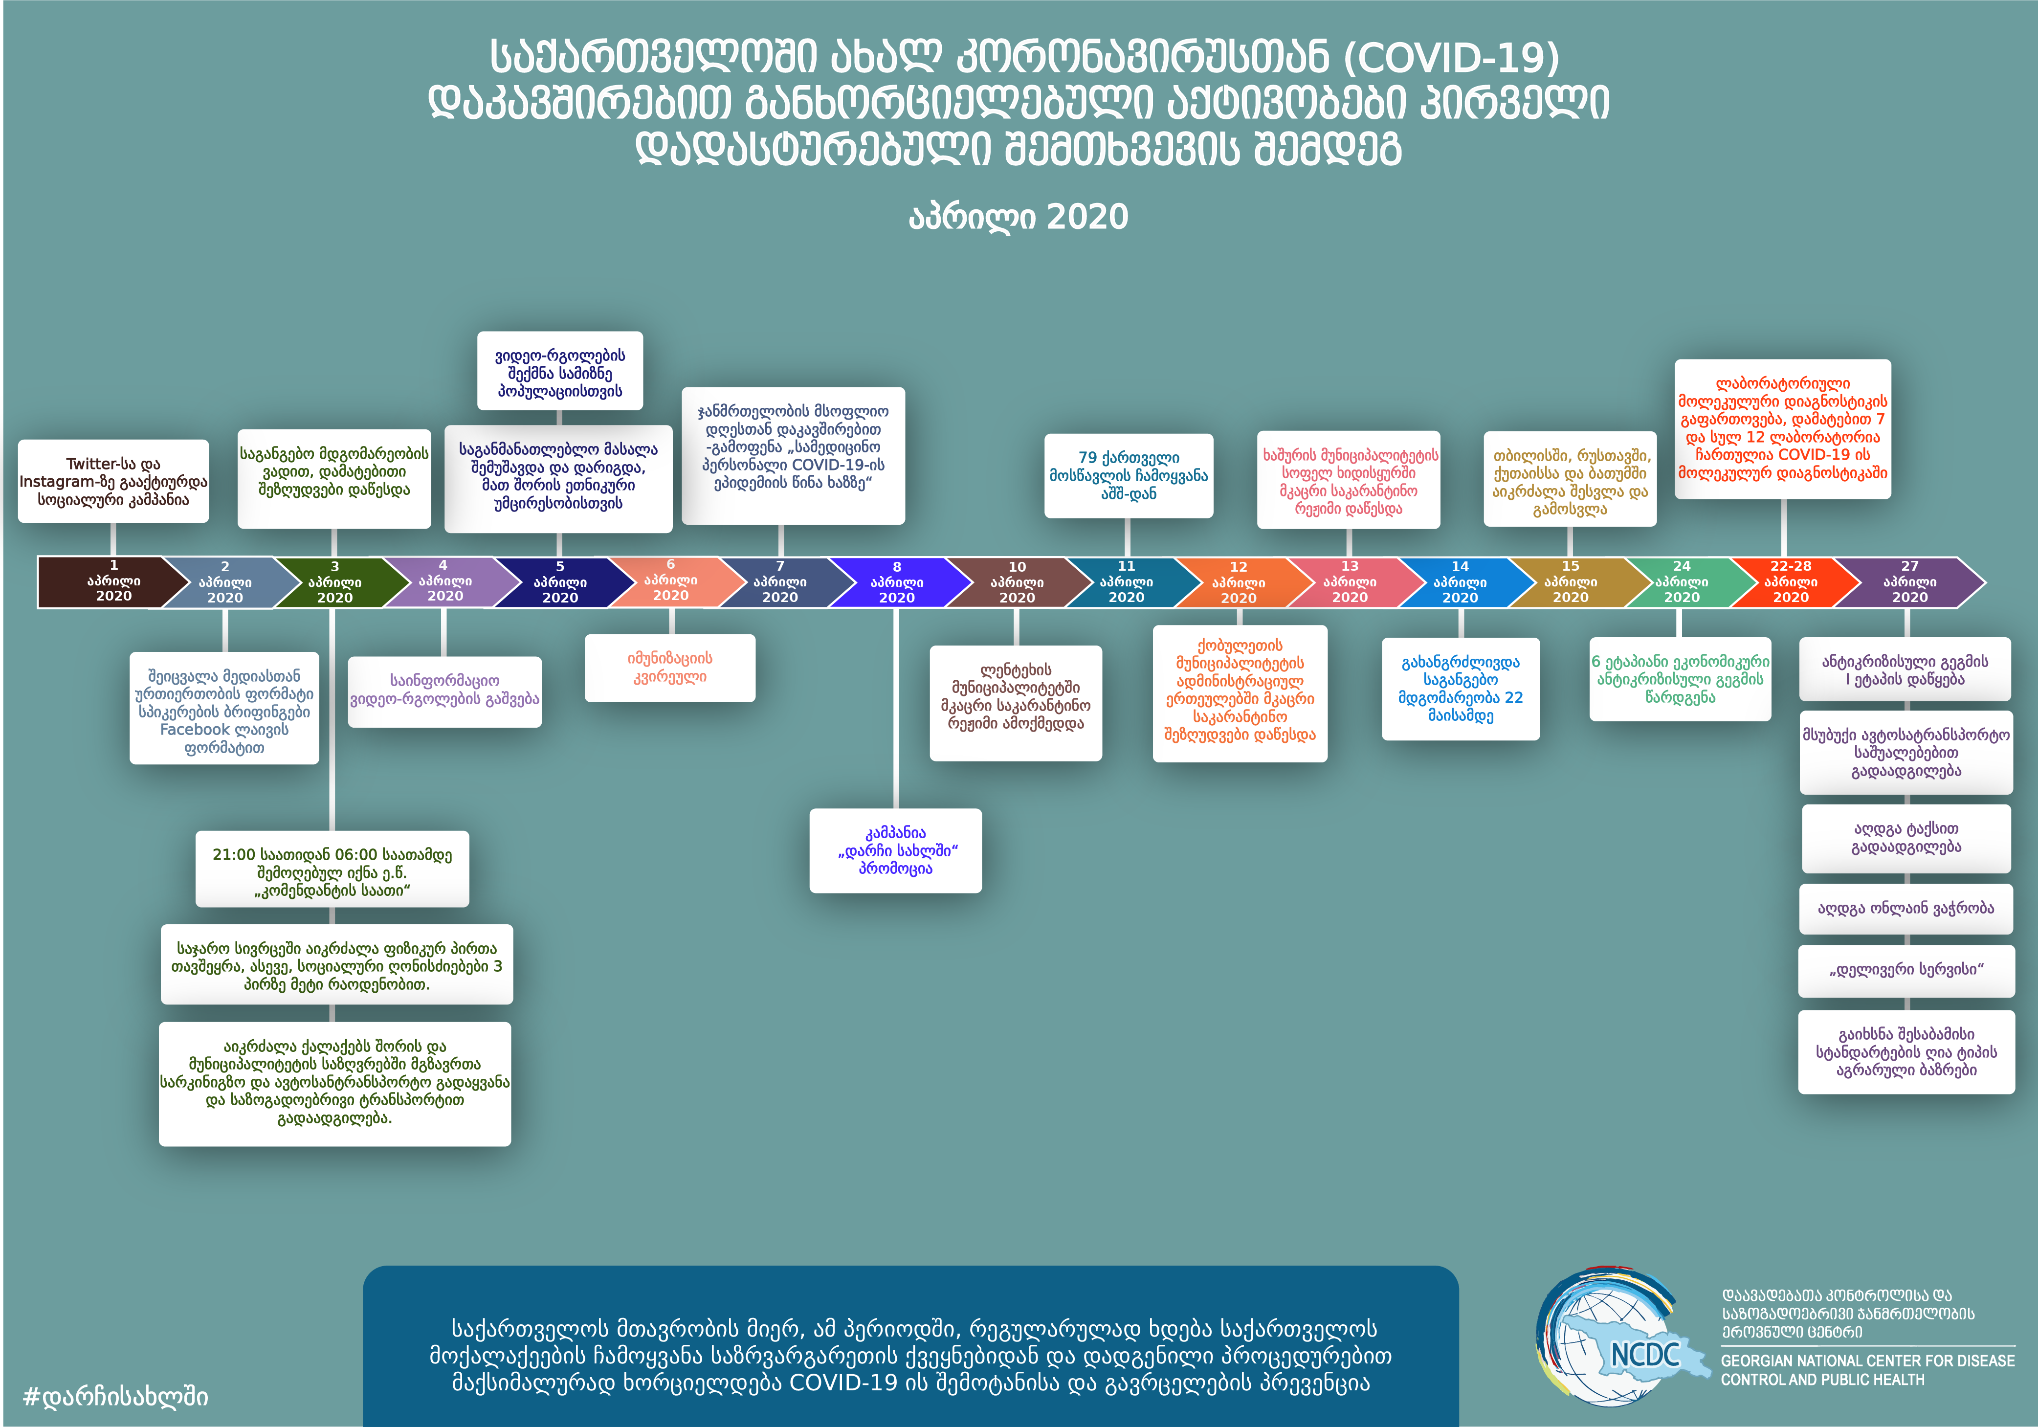 საქართველოში ახალ კორონავირუსთან (COVID-19)
დაკავშირებით განხორციელებული აქტივობები პირველი
დადასტურებული შემთხვევის შემდეგ
აპრილი 2020
Twitter-სა და
Instagram-ზე გააქტიურდა
სოციალური კამპანია
საგანგებო მდგომარეობის
ვადით, დამატებითი
შეზღუდვები დაწესდა
ვიდეო-რგოლების
შექმნა სამიზნე
პოპულაციისთვის
საგანმანათლებლო მასალა
შემუშავდა და დარიგდა,
მათ შორის ეთნიკური
უმცირესობისთვის
ჯანმრთელობის მსოფლიო
დღესთან დაკავშირებით
-გამოფენა „სამედიცინო
პერსონალი COVID-19-ის
ეპიდემიის წინა ხაზზე“
79 ქართველი
მოსწავლის ჩამოყვანა
აშშ-დან
ხაშურის მუნიციპალიტეტის
სოფელ ხიდისყურში
მკაცრი საკარანტინო
რეჟიმი დაწესდა
თბილისში, რუსთავში,
ქუთაისსა და ბათუმში
აიკრძალა შესვლა და
გამოსვლა
ლაბორატორიული
მოლეკულური დიაგნოსტიკის
გაფართოვება, დამატებით 7
და სულ 12 ლაბორატორია
ჩართულია COVID-19 ის
მოლეკულურ დიაგნოსტიკაში
1
აპრილი
2020
2
აპრილი
2020
3
აპრილი
2020
4
აპრილი
2020
5
აპრილი
2020
6
აპრილი
2020
7
აპრილი
2020
8
აპრილი
2020
10
აპრილი
2020
11
აპრილი
2020
12
აპრილი
2020
13
აპრილი
2020
14
აპრილი
2020
15
აპრილი
2020
24
აპრილი
2020
22-28
აპრილი
2020
27
აპრილი
2020
შეიცვალა მედიასთან
ურთიერთობის ფორმატი
სპიკერების ბრიფინგები
Facebook ლაივის
ფორმატით
21:00 საათიდან 06:00 საათამდე
შემოღებულ იქნა ე.წ.
„კომენდანტის საათი“
საჯარო სივრცეში აიკრძალა ფიზიკურ პირთა
თავშეყრა, ასევე, სოციალური ღონისძიებები 3
პირზე მეტი რაოდენობით.
აიკრძალა ქალაქებს შორის და
მუნიციპალიტეტის საზღვრებში მგზავრთა
სარკინიგზო და ავტოსანტრანსპორტო გადაყვანა
და საზოგადოებრივი ტრანსპორტით
გადაადგილება.
საინფორმაციო
ვიდეო-რგოლების გაშვება
იმუნიზაციის
კვირეული
კამპანია
„დარჩი სახლში“
პრომოცია
ლენტეხის
მუნიციპალიტეტში
მკაცრი საკარანტინო
რეჟიმი ამოქმედდა
ქობულეთის
მუნიციპალიტეტის
ადმინისტრაციულ
ერთეულებში მკაცრი
საკარანტინო
შეზღუდვები დაწესდა
გახანგრძლივდა
საგანგებო
მდგომარეობა 22
მაისამდე
6 ეტაპიანი ეკონომიკური
ანტიკრიზისული გეგმის
წარდგენა
ანტიკრიზისული გეგმის
I ეტაპის დაწყება
მსუბუქი ავტოსატრანსპორტო
საშუალებებით
გადაადგილება
აღდგა ტაქსით
გადაადგილება
აღდგა ონლაინ ვაჭრობა
„დელივერი სერვისი“
გაიხსნა შესაბამისი
სტანდარტების ღია ტიპის
აგრარული ბაზრები
საქართველოს მთავრობის მიერ, ამ პერიოდში, რეგულარულად ხდება საქართველოს
მოქალაქეების ჩამოყვანა საზრვარგარეთის ქვეყნებიდან და დადგენილი პროცედურებით
მაქსიმალურად ხორციელდება COVID-19 ის შემოტანისა და გავრცელების პრევენცია
#დარჩისახლში
NCDC
დაავადებათა კონტროლისა და
საზოგადოებრივი ჯანმრთელობის
ეროვნული ცენტრი
GEORGIAN NATIONAL CENTER FOR DISEASE
CONTROL AND PUBLIC HEALTH